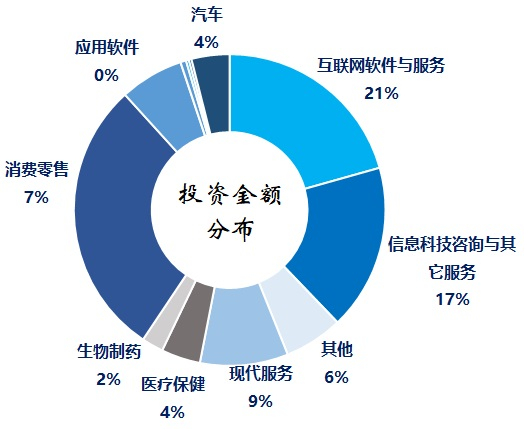 汽车
4%
应用软件
0%
互联网软件与服务
21%
消费零售
7%
投资金额
分布
信息科技咨询与其
它服务
17%
生物制药
2%
医疗保健
4%
现代服务
9%
其他
6%